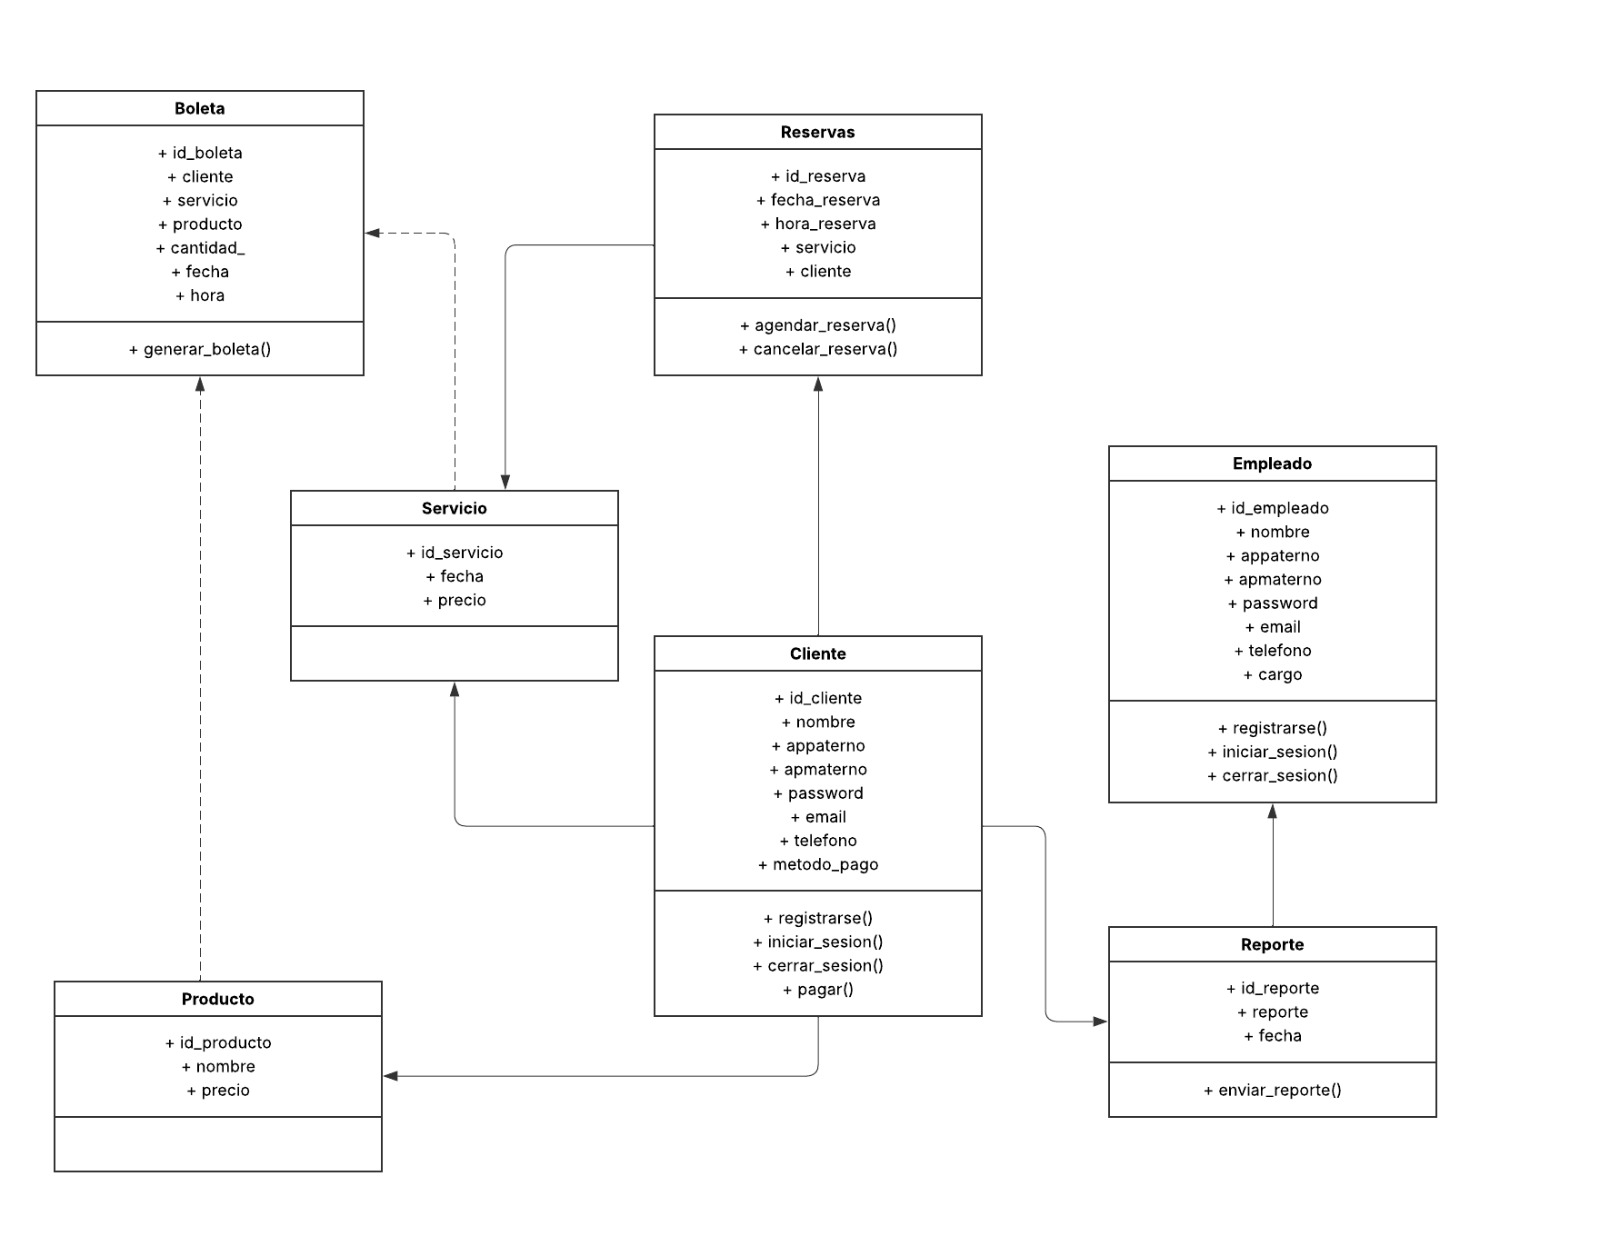 Boleta
+ id_boleta
+ cliente
+ servicio
+ producto
+ cantidad_
+ fecha
+ hora
+ generar_boleta()
Reservas
+ id_reserva
+ fecha_reserva
+ hora_reserva
+ servicio
+ cliente
+ agendar_reserva()
+ cancelar_reserva()
Servicio
+ id_servicio
+ fecha
+ precio
Empleado
+ id_empleado
+ nombre
+ appaterno
+ apmaterno
+ password
+ email
+ telefono
+ cargo
+ registrarse()
+ iniciar_sesion()
+ cerrar_sesion()
Cliente
+ id_cliente
+ nombre
+ appaterno
+ apmaterno
+ password
+ email
+ telefono
+ metodo_pago
+ registrarse()
+ iniciar_sesion()
+ cerrar_sesion()
+ pagar()
Producto
+ id_producto
+ nombre
+ precio
Reporte
+ id_reporte
+ reporte
+ fecha
+ enviar_reporte()